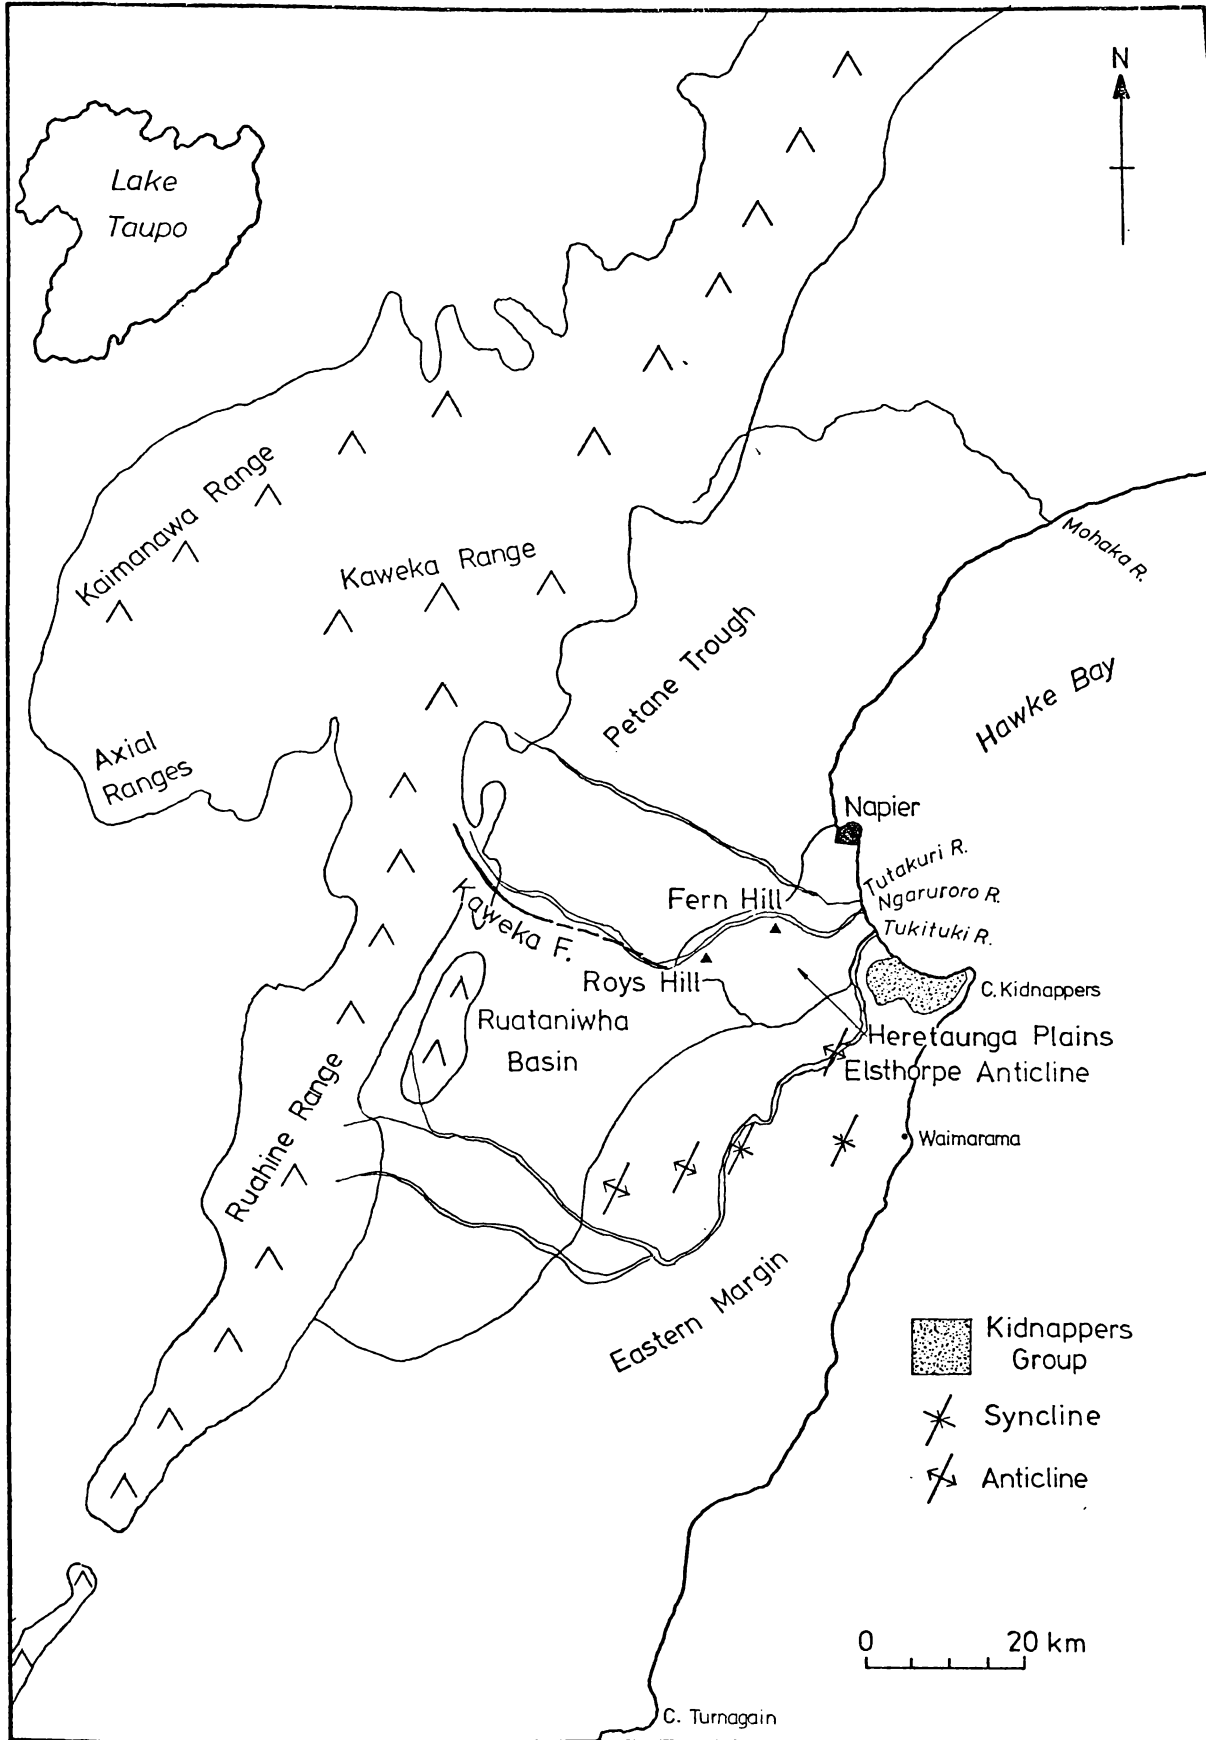 N
Lake
Taupo
Kaimanawa Range
Kaweka Range
Mohaka R.
Petane Trough
Hawke Bay
Axial
Ranges
Napier
Tutakuri R.
Fern Hill
Ngaruroro R.
Kaweka F.
Tukituki R.
Roys Hill
C. Kidnappers
Ruataniwha
Basin
Heretaunga Plains
Elsthorpe Anticline
Ruahine Range
Waimarama
Eastern Margin
Kidnappers
Group
Syncline
Anticline
0 20 km
C. Turnagain